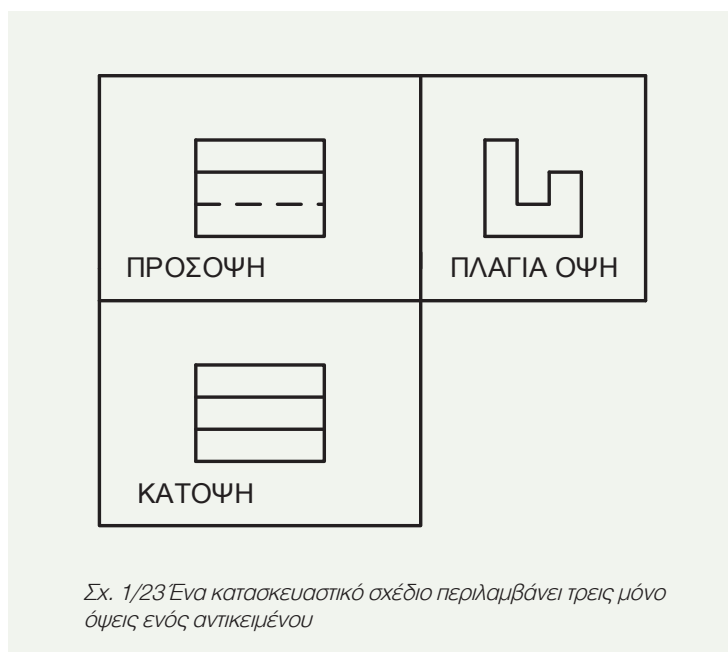 ΠΡΟΣΟΨΗ
ΠΛΑΓΙΑ ΟΨΗ
ΚΑΤΟΨΗ
Σχ. 1/23 Ένα κατασκευαστικό σχέδιο περιλαμβάνει τρεις μόνο
όψεις ενός αντικειμένου